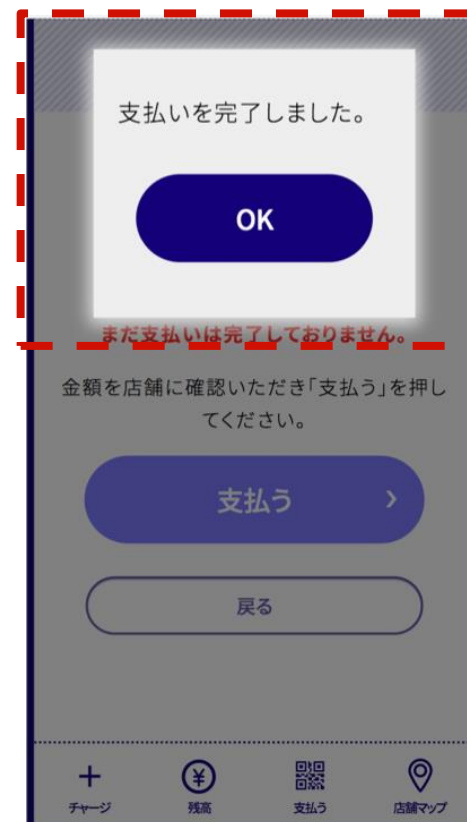 支払いを完了しました。
OK
まだ支払いは完了しておりません。
金額を店舗に確認いただき「支払う」を押し
てください。
支払う
戻る
チャージ
残高
支払う
店舗マップ